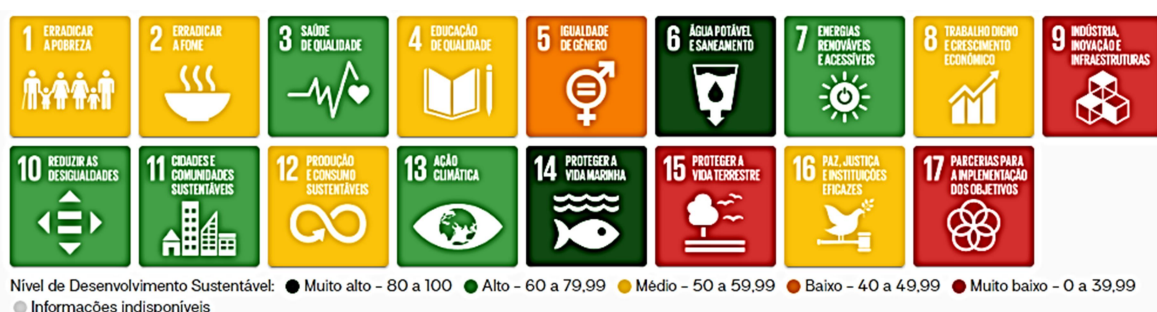 1 ERRADICAR
A POBREZA
2 ERRADICAR
A FONE
3 SAÚDE
DE QUALIDADE
4 EDUCAÇÃO
DE QUALIDADE
5 IGUALDADE
DE GÉNERO
6 ÁGUA POTÁVEL
E SANEAMENTO
7 ENERGIAS
RENOVÁVEIS
E ACESSÍVEIS
8 TRABALHO DIGNO
E CRESCIMENTO
ECONÓMICO
9 INDÚSTRIA,
INOVAÇÃO E
INFRAESTRUTURAS
10 REDUZIR AS
DESIGUALDADES
11 CIDADES E
COMUNIDADES
SUSTENTÁVEIS
12 PRODUÇÃO
E CONSUMO
SUSTENTÁVEIS
13 AÇÃO
CLIMÁTICA
14 PROTEGER A
VIDA MARINHA
15 PROTEGER A
VIDA TERRESTRE
16 PAZ, JUSTIÇA
E INSTITUIÇÕES
EFICAZES
17 PARCERIAS PARA
A IMPLEMENTAÇÃO
DOS OBJETIVOS
Nível de Desenvolvimento Sustentável: Muito alto - 80 a 100 Alto - 60 a 79,99 Médio - 50 a 59,99 Baixo - 40 a 49,99 Muito baixo - 0 a 39,99
Informações indisponíveis